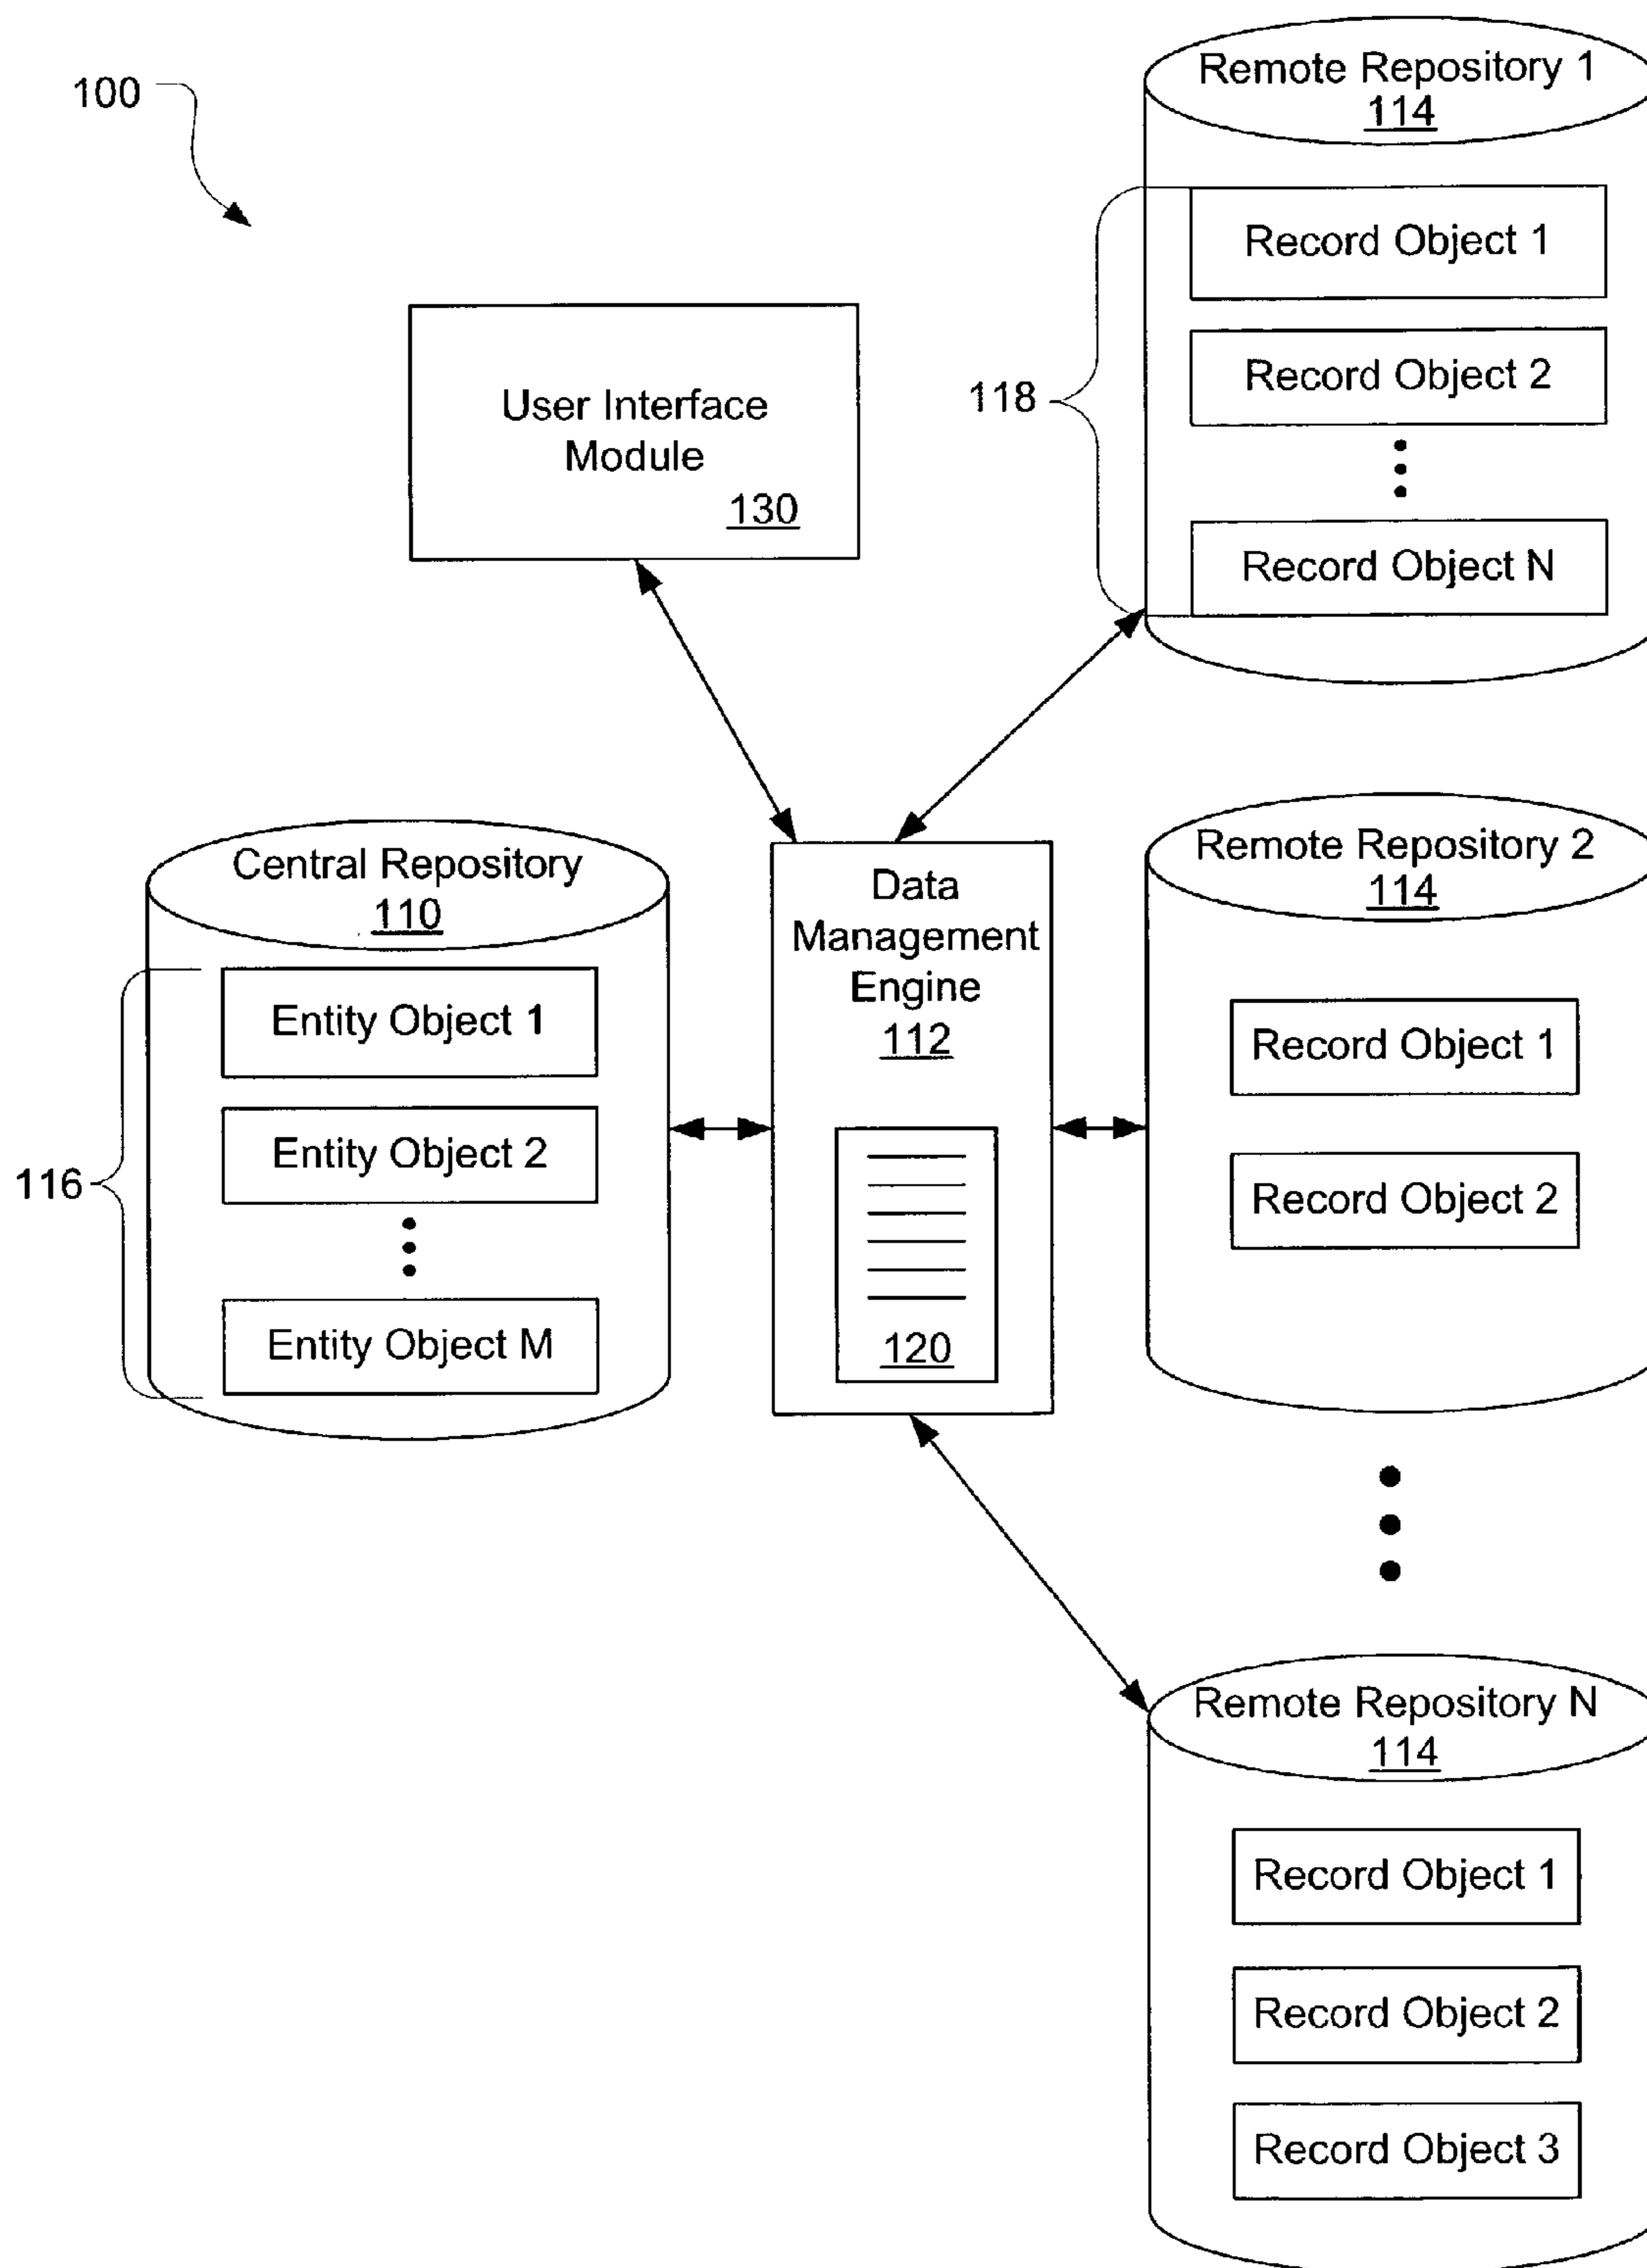 100
Remote Repository 1
114
Record Object 1
Record Object 2
Record Object N
118
User Interface
Module
130
Central Repository
110
Entity Object 1
Entity Object 2
Entity Object M
116
Data
Management
Engine
112
120
Remote Repository 2
114
Record Object 1
Record Object 2
Remote Repository N
114
Record Object 1
Record Object 2
Record Object 3